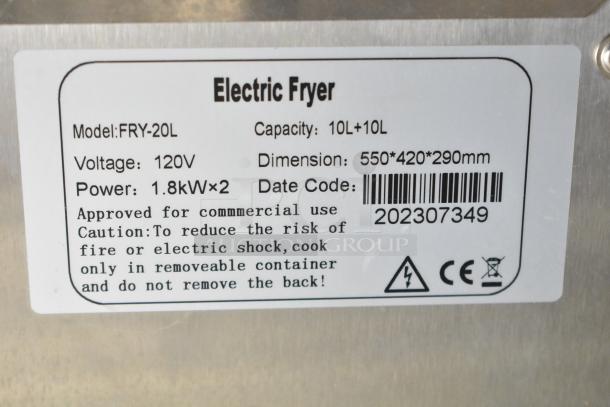 Electric Fryer
Model:FRY-20L Capacity: 10L+10L
Voltage: 120V Dimension: 550*420*290mm
Power: 1.8kW×2 Date Code:
202307349
Approved for commmercial use
Caution:To reduce the risk of
fire or electric shock,cook
only in removeable container
and do not remove the back!
CE
GROUP